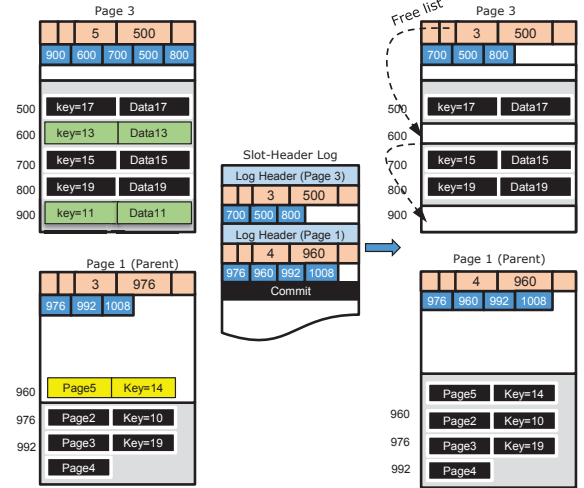 Page 3
5 500
900 600 700 500 800
500 key=17 Data17
600 key=13 Data13
700 key=15 Data15
800 key=19 Data19
900 key=11 Data11
Page 1 (Parent)
3 976
976 992 1008
960 Page5 Key=14
976 Page2 Key=10
992 Page3 Key=19
Page4
Slot-Header Log
Log Header (Page 3)
3 500
700 500 800
Log Header (Page 1)
4 960
976 960 992 1008
Commit
Free list
Page 3
3 500
700 500 800
500 key=17 Data17
600
700 key=15 Data15
800 key=19 Data19
900
Page 1 (Parent)
4 960
976 960 992 1008
Page5 Key=14
960 Page2 Key=10
976 Page3 Key=19
992 Page4